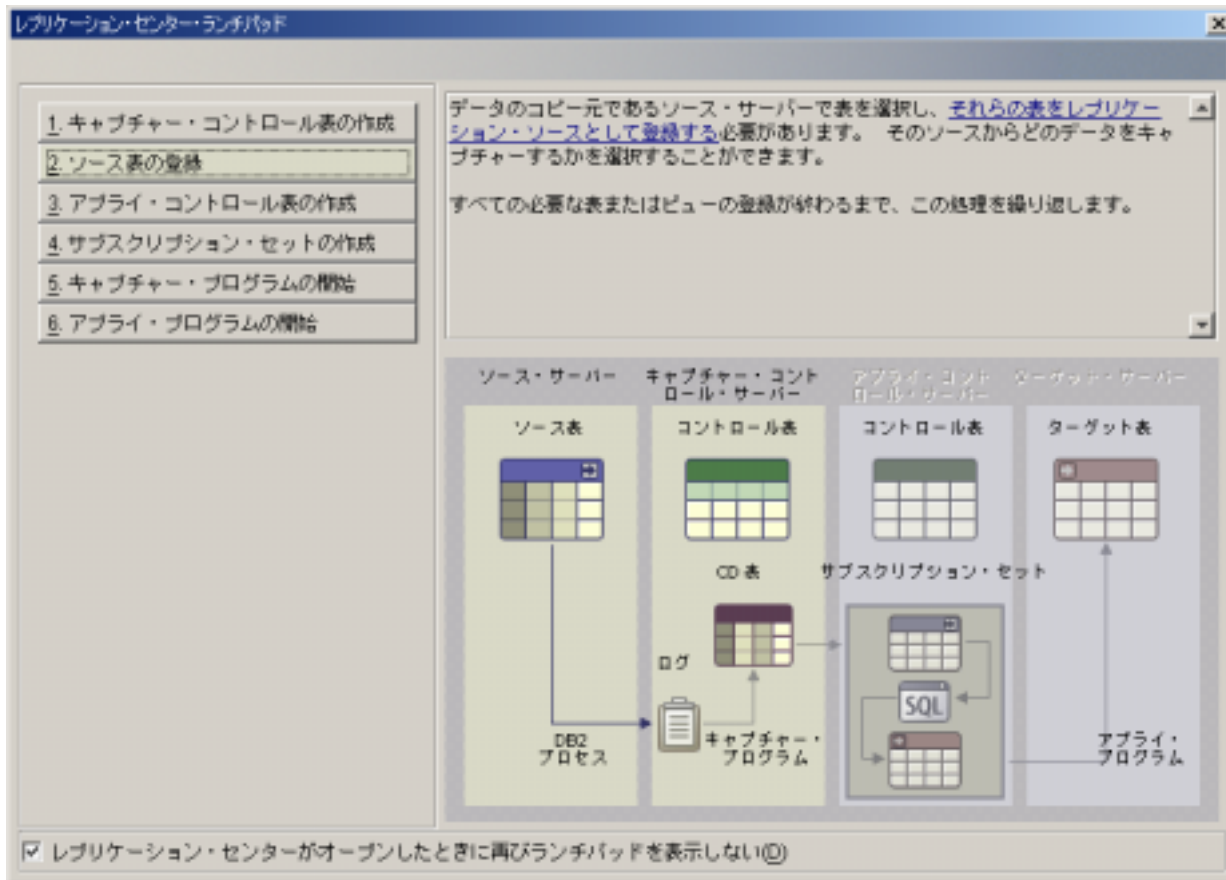 レプリケーション・センター・ランチパッド
1. キャプチャー・コントロール表の作成
2. ソース表の登録
3. アプライ・コントロール表の作成
4. サブスクリプション・セットの作成
5. キャプチャー・プログラムの開始
6. アプライ・プログラムの開始
データのコピー元であるソース・サーバーで表を選択し、それらの表をレプリケー
ション・ソースとして登録する必要があります。 そのソースからどのデータをキャ
プチャーするかを選択することができます。
すべての必要な表またはビューの登録が終わるまで、この処理を繰り返します。
ソース・サーバー
キャプチャー・コント
ロール・サーバー
アプライ・コント
ロール・サーバー
ターゲット・サーバー
ソース表
コントロール表
コントロール表
ターゲット表
CD 表
サブスクリプション・セット
ログ
SQL
DB2
プロセス
キャプチャー・
プログラム
アプライ・
プログラム
レプリケーション・センターがオープンしたときに再びランチパッドを表示しない(D)